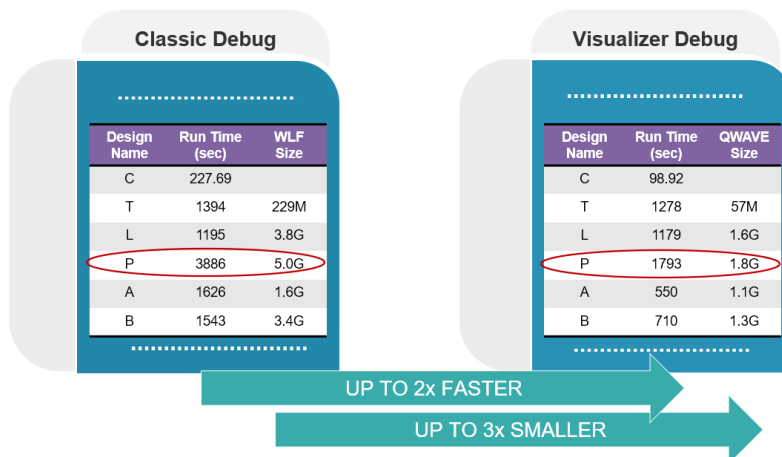 Classic Debug
Design Name Run Time (sec) WLF Size
C 227.69
T 1394 229M
L 1195 3.8G
P 3886 5.0G
A 1626 1.6G
B 1543 3.4G
Visualizer Debug
Design Name Run Time (sec) QWAVE Size
C 98.92
T 1278 57M
L 1179 1.6G
P 1793 1.8G
A 550 1.1G
B 710 1.3G
UP TO 2x FASTER
UP TO 3x SMALLER